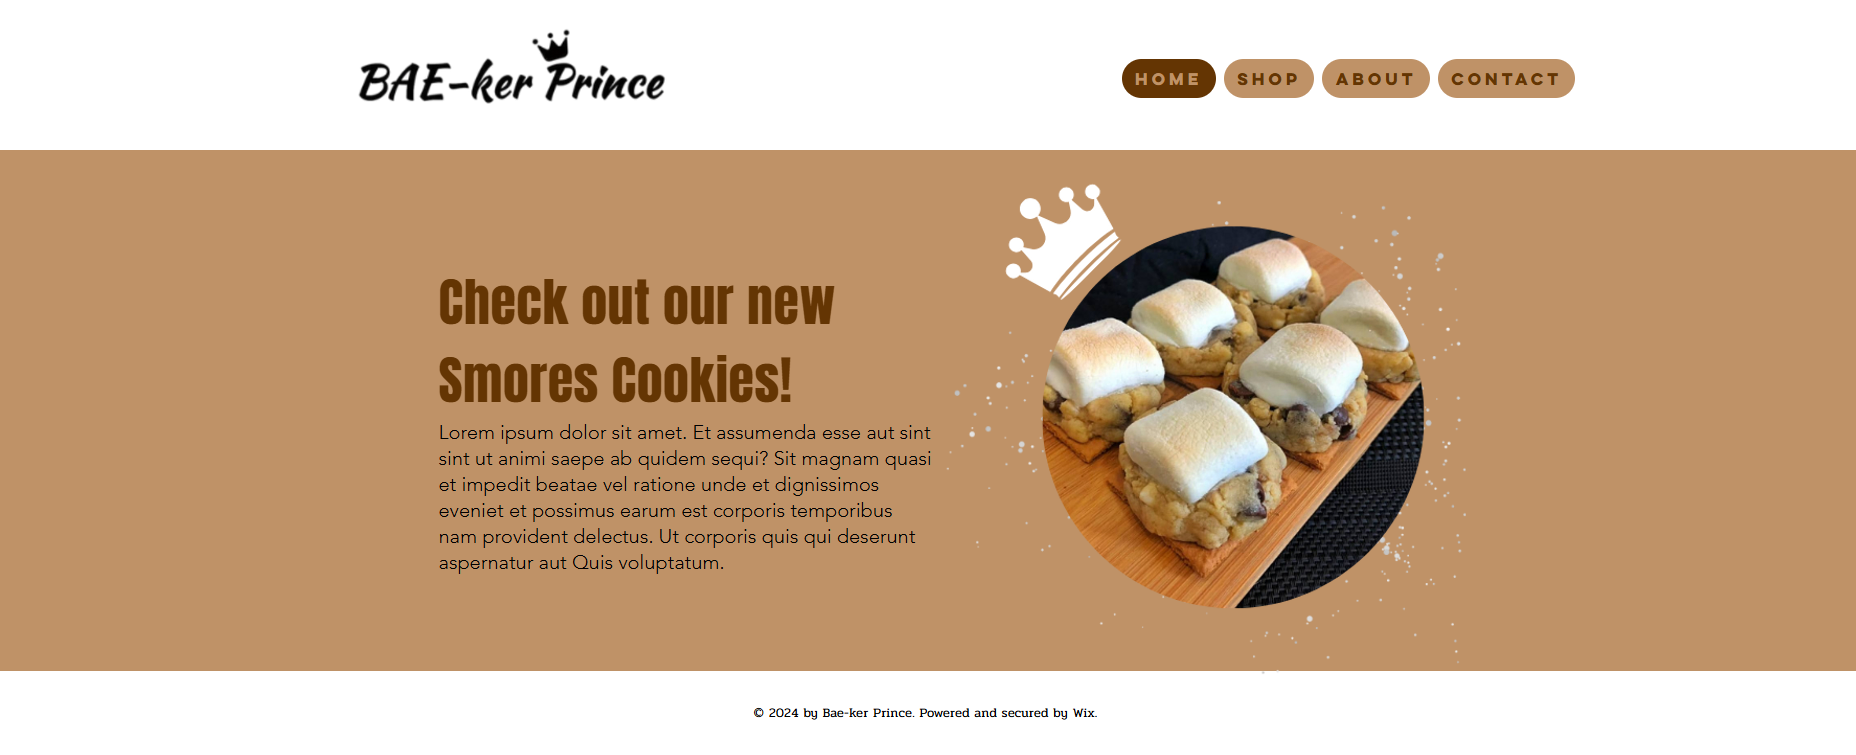 BAE-ker Prince
HOME SHOP ABOUT CONTACT
Check out our new
Smores Cookies!
Lorem ipsum dolor sit amet. Et assumenda esse aut sint
sint ut animi saepe ab quidem sequi? Sit magnam quasi
et impedit beatae vel ratione unde et dignissimos
eveniet et possimus earum est corporis temporibus
nam provident delectus. Ut corporis quis qui deserunt
aspernatur aut Quis voluptatum.
© 2024 by Bae-ker Prince. Powered and secured by Wix.